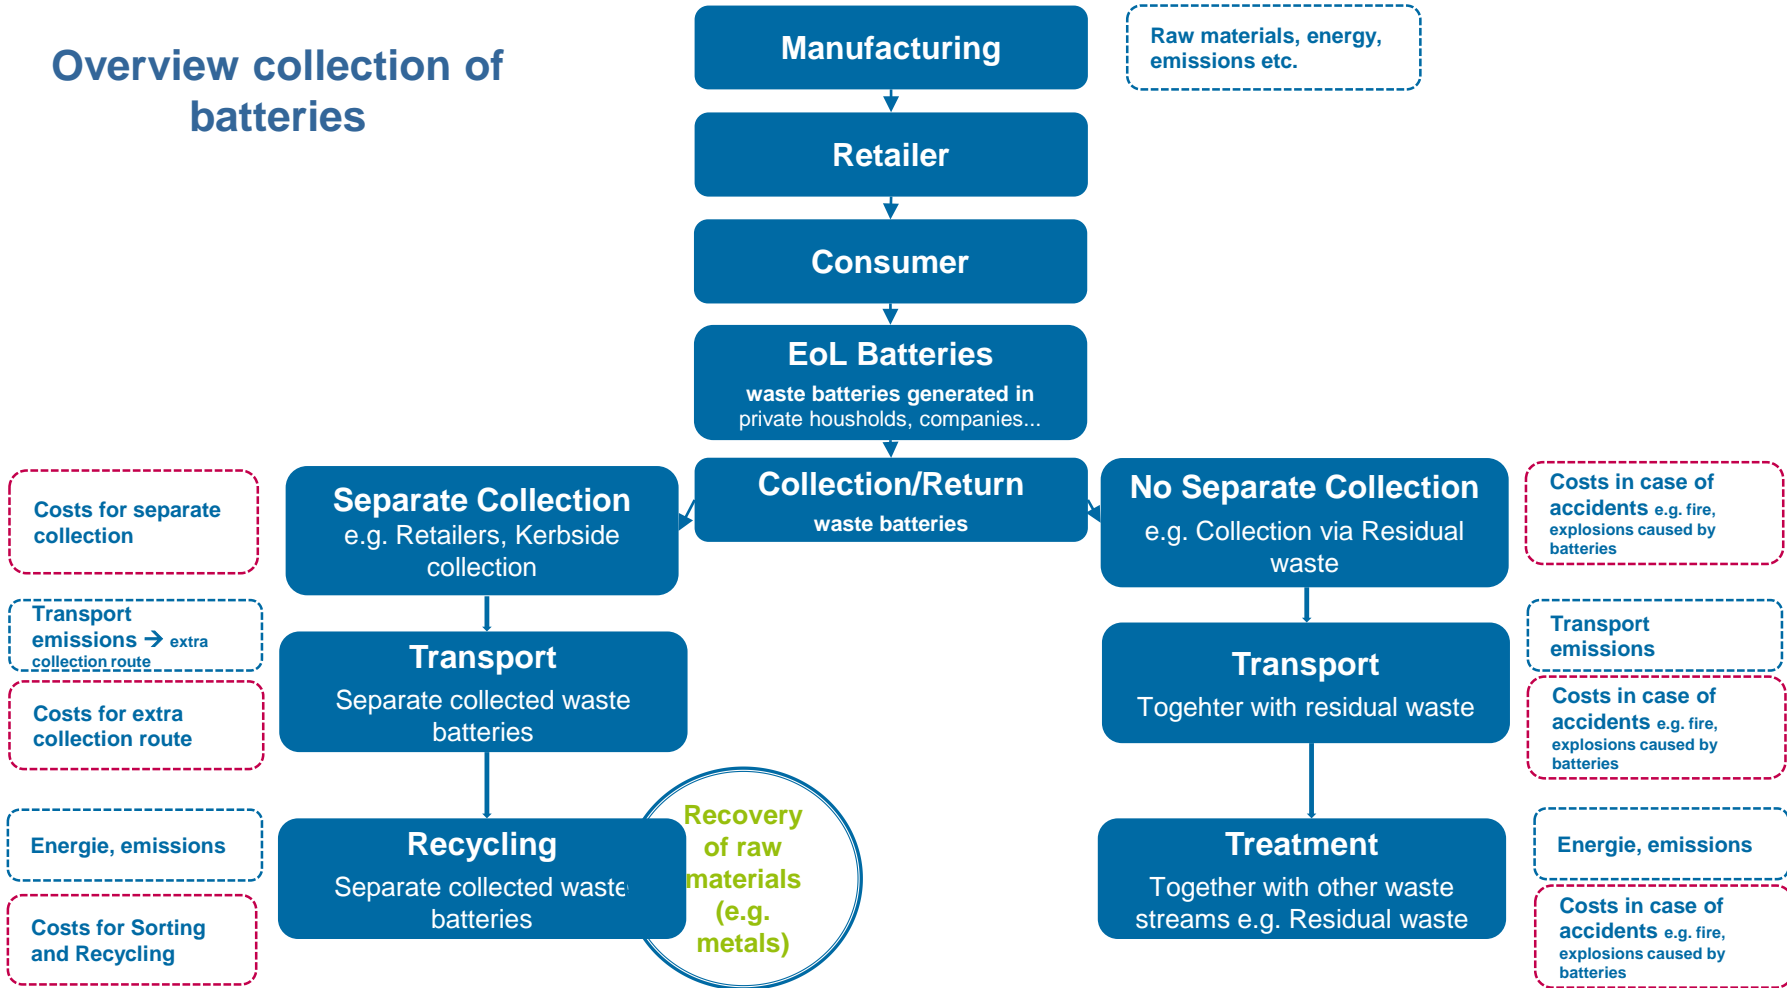 Overview collection of
batteries
Manufacturing
Raw materials, energy,
emissions etc.
Retailer
Consumer
EoL Batteries
waste batteries generated in
private housholds, companies...
Collection/Return
waste batteries
Costs for separate
collection
Separate Collection
e.g. Retailers, Kerbside
collection
No Separate Collection
e.g. Collection via Residual
waste
Costs in case of
accidents e.g. fire,
explosions caused by
batteries
Transport
emissions → extra
collection route
Costs for extra
collection route
Transport
Separate collected waste
batteries
Transport
Togehter with residual waste
Transport
emissions
Costs in case of
accidents e.g. fire,
explosions caused by
batteries
Energie, emissions
Costs for Sorting
and Recycling
Recycling
Separate collected waste
batteries
Recovery
of raw
materials
(e.g.
metals)
Treatment
Together with other waste
streams e.g. Residual waste
Energie, emissions
Costs in case of
accidents e.g. fire,
explosions caused by
batteries